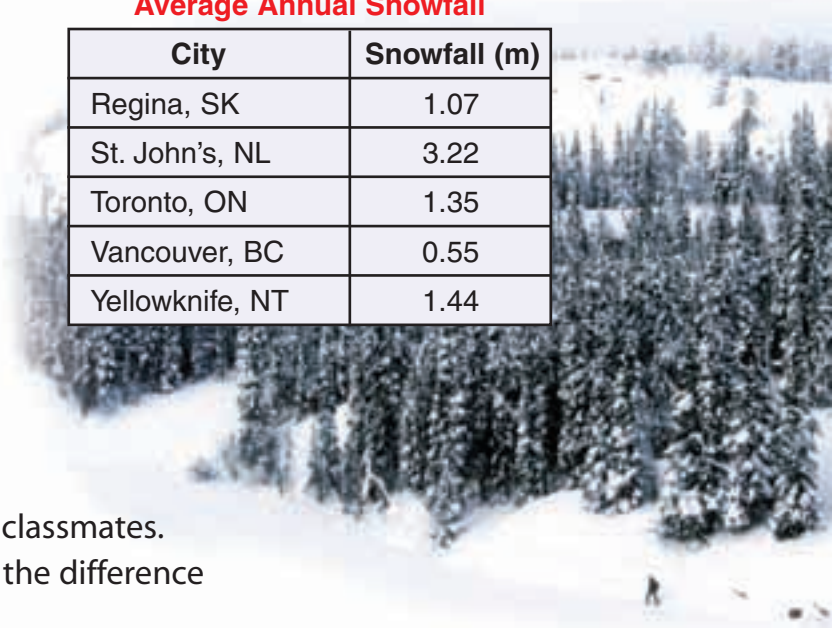 Average Annual Snowfall
City Snowfall (m)
Regina, SK 1.07
St. John’s, NL 3.22
Toronto, ON 1.35
Vancouver, BC 0.55
Yellowknife, NT 1.44
classmates.
the difference